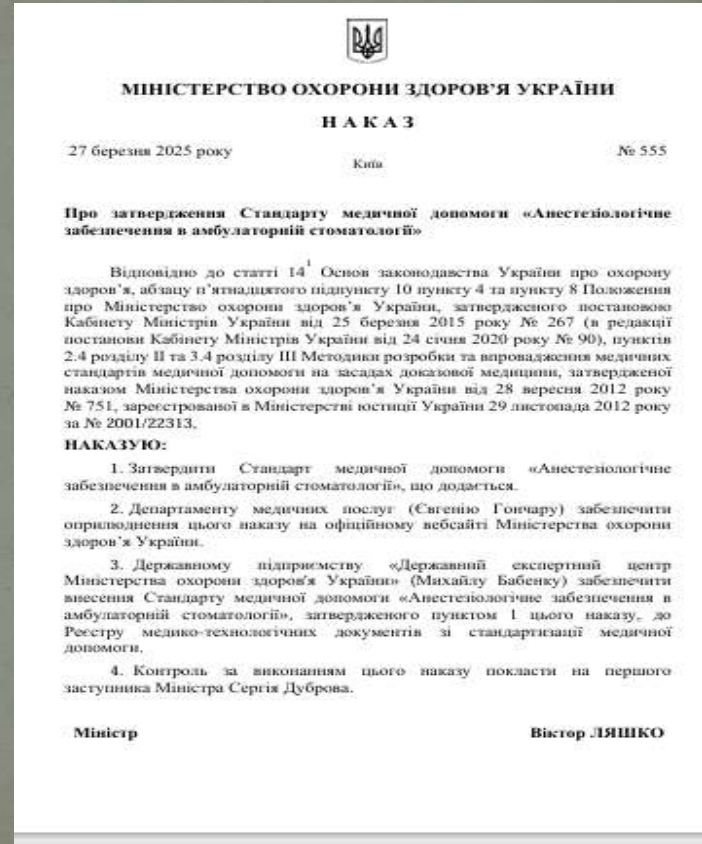 МІНІСТЕРСТВО ОХОРОНИ ЗДОРОВ'Я УКРАЇНИ
Н А К А З
27 березня 2025 року
№ 555
Київ
Про затвердження Стандарту медичної допомоги «Анестезіологічне
забезпечення в амбулаторній стоматології»
Відповідно до статті 14¹ Основ законодавства України про охорону
здоров'я, абзацу п'ятнадцятого підпункту 10 пункту 4 та пункту 8 Положення
про Міністерство охорони здоров'я України, затвердженого постановою
Кабінету Міністрів України від 25 березня 2015 року № 267 (в редакції
постанови Кабінету Міністрів України від 24 січня 2020 року № 90), пунктів
2.4 розділу ІІ та 3.4 розділу ІІІ Методики розробки та впровадження медичних
стандартів медичної допомоги на засадах доказової медицини, затвердженої
наказом Міністерства охорони здоров'я України від 28 вересня 2012 року
№ 751, зареєстрованої в Міністерстві юстиції України 29 листопада 2012 року
за № 2001/22313,
НАКАЗУЮ:
1. Затвердити Стандарт медичної допомоги «Анестезіологічне
забезпечення в амбулаторній стоматології», що додається.
2. Департаменту медичних послуг (Євгенію Гончару) забезпечити
оприлюднення цього наказу на офіційному вебсайті Міністерства охорони
здоров'я України.
3. Державному підприємству «Державний експертний центр
Міністерства охорони здоров'я України» (Михайлу Бабенку) забезпечити
внесення Стандарту медичної допомоги «Анестезіологічне забезпечення в
амбулаторній стоматології», затвердженого пунктом 1 цього наказу, до
Реєстру медико-технологічних документів зі стандартизації медичної
допомоги.
4. Контроль за виконанням цього наказу покласти на першого
заступника Міністра Сергія Дуброва.
Міністр
Віктор ЛЯШКО